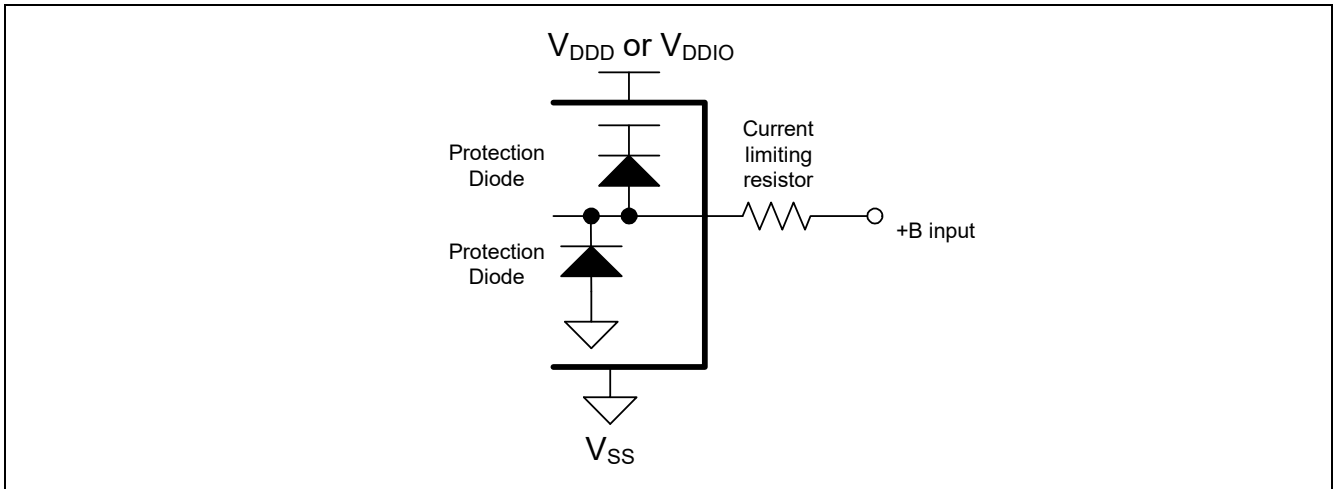 VDDD or VDDIO
Protection
Diode
Current
limiting
resistor
+B input
Protection
Diode
VSS